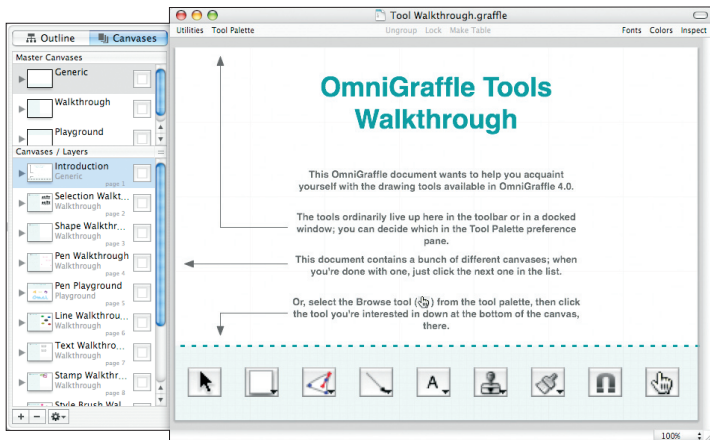 Outline
Canvases
Master Canvases
Generic
Walkthrough
Playground
Canvases / Layers
Introduction
Generic
page 1
Selection Walkt...
Walkthrough
page 2
Shape Walkthr...
Walkthrough
page 3
Pen Walkthrough
Walkthrough
page 4
Pen Playground
Playground
page 5
Line Walkthrou...
Walkthrough
page 6
Text Walkthro...
Walkthrough
page 7
Stamp Walkthr...
Walkthrough
page 8
Style Brush Wal
Tool Walkthrough.graffle
Utilities Tool Palette
Ungroup Lock Make Table
Fonts Colors Inspect
OmniGraffle Tools
Walkthrough
This OmniGraffle document wants to help you acquaint
yourself with the drawing tools available in OmniGraffle 4.0.
The tools ordinarily live up here in the toolbar or in a docked
window; you can decide which in the Tool Palette preference
pane.
This document contains a bunch of different canvases; when
you're done with one, just click the next one in the list.
Or, select the Browse tool ( ) from the tool palette, then click
the tool you're interested in down at the bottom of the canvas,
there.
A
100%